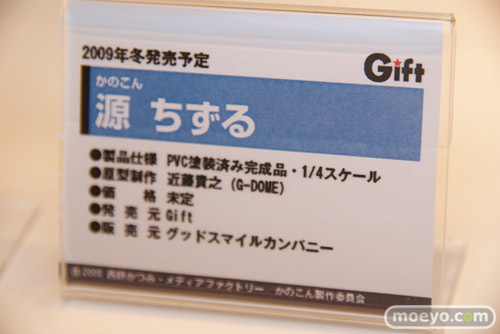 2009年冬発売予定
Gift
かのこん
源 ちずる
●製品仕様 PVC塗装済み完成品・1/4スケール
●原型制作 近藤貴之 (G-DOME)
●価　　格 未定
●発 売 元 Gift
●販 売 元 グッドスマイルカンパニー
©2008 西野かつみ・メディアファクトリー / かのこん製作委員会
moeyo.com